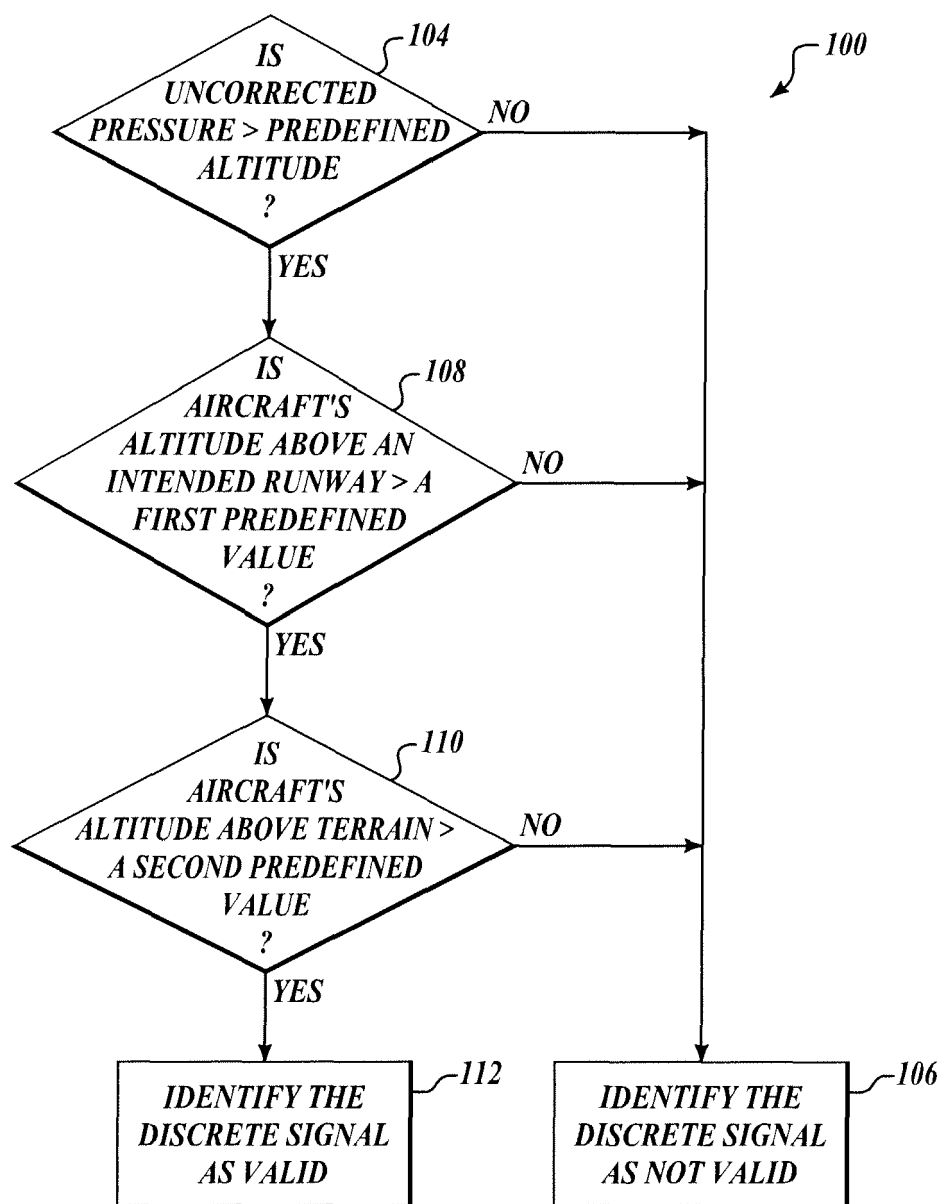 104
100
IS
UNCORRECTED
PRESSURE > PREDEFINED
ALTITUDE
?
NO
YES
108
IS
AIRCRAFT'S
ALTITUDE ABOVE AN
INTENDED RUNWAY > A
FIRST PREDEFINED
VALUE
?
NO
YES
110
IS
AIRCRAFT'S
ALTITUDE ABOVE TERRAIN >
A SECOND PREDEFINED
VALUE
?
NO
YES
112
IDENTIFY THE
DISCRETE SIGNAL
AS VALID
106
IDENTIFY THE
DISCRETE SIGNAL
AS NOT VALID